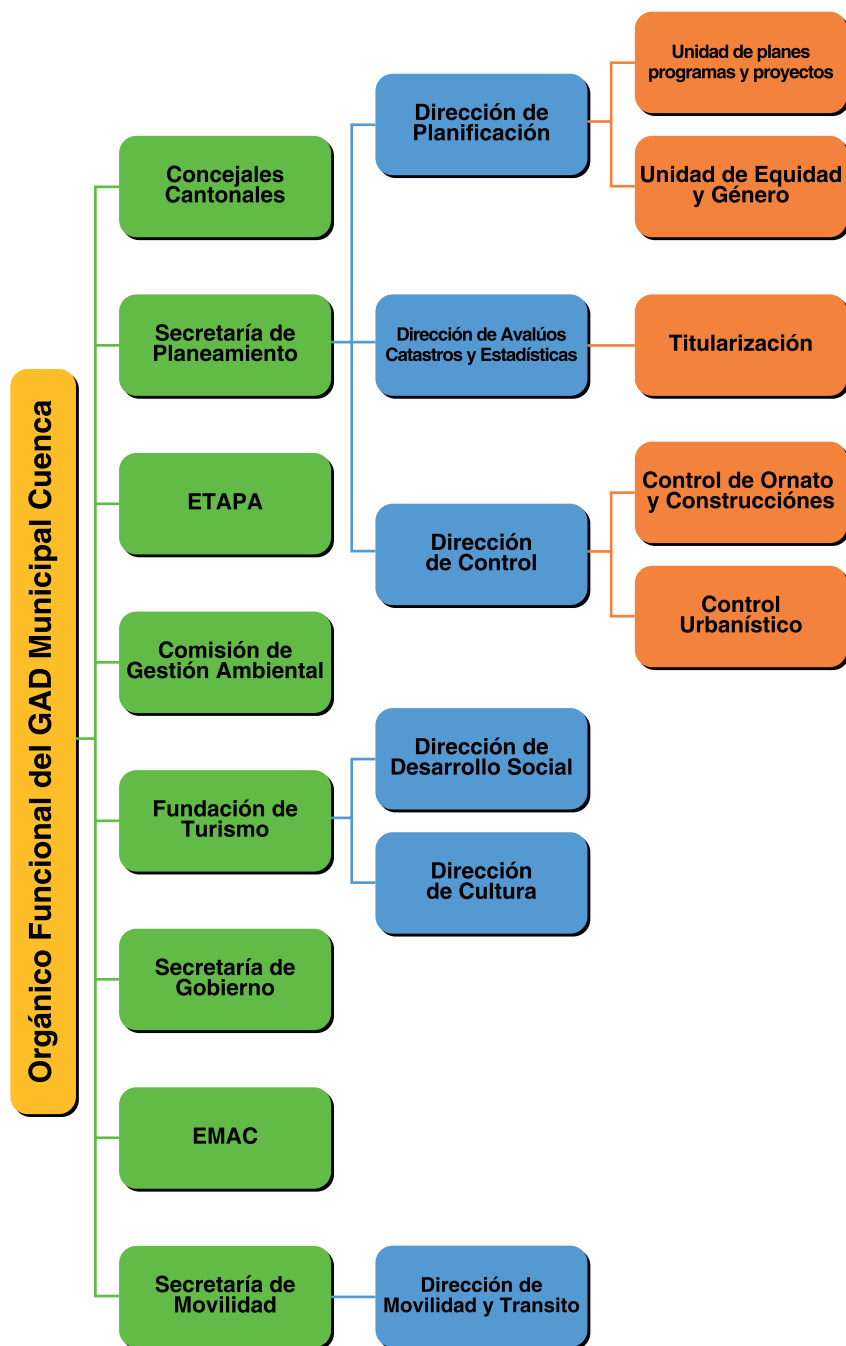 Orgánico Funcional del GAD Municipal Cuenca
Concejales
Cantonales
Secretaría de
Planeamiento
Dirección de
Planificación
Unidad de planes
programas y proyectos
Unidad de Equidad
y Género
Dirección de Avalúos
Catastros y Estadísticas
Titularización
Dirección
de Control
Control de Ornato
y Construcciónes
Control
Urbanístico
ETAPA
Comisión de
Gestión Ambiental
Fundación de
Turismo
Dirección de
Desarrollo Social
Dirección
de Cultura
Secretaría de
Gobierno
EMAC
Secretaría de
Movilidad
Dirección de
Movilidad y Transito